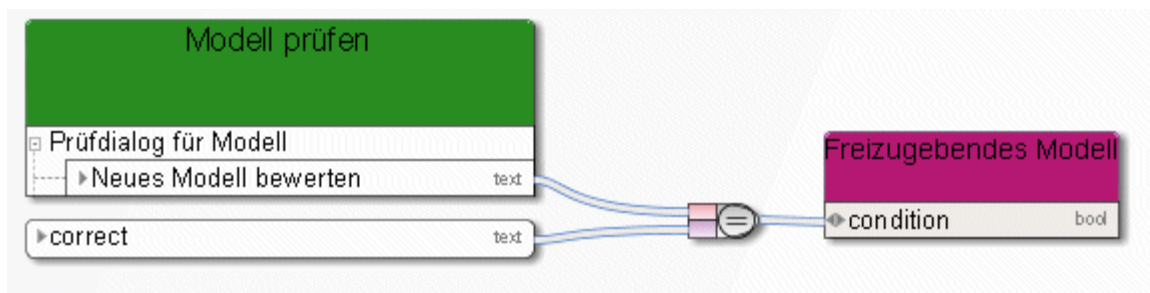 Modell prüfen
Prüfdialog für Modell
Neues Modell bewerten text
correct text
=
Freizugebendes Modell
condition bool